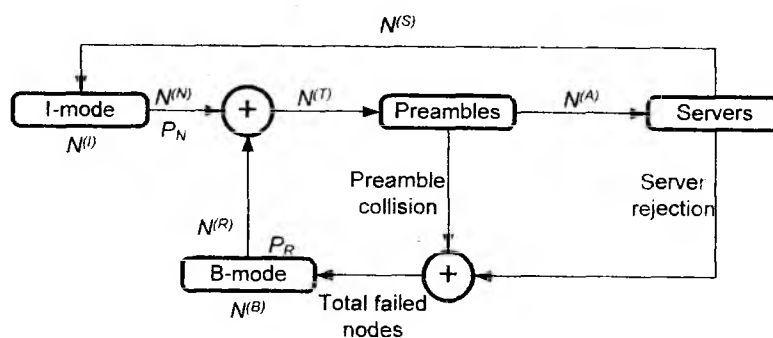 N(S)
I-mode
N(N)
N(T)
Preambles
N(A)
Servers
N(I)
PN
+
Preamble
collision
Server
rejection
N(R)
PR
B-mode
+
N(B)
Total failed
nodes